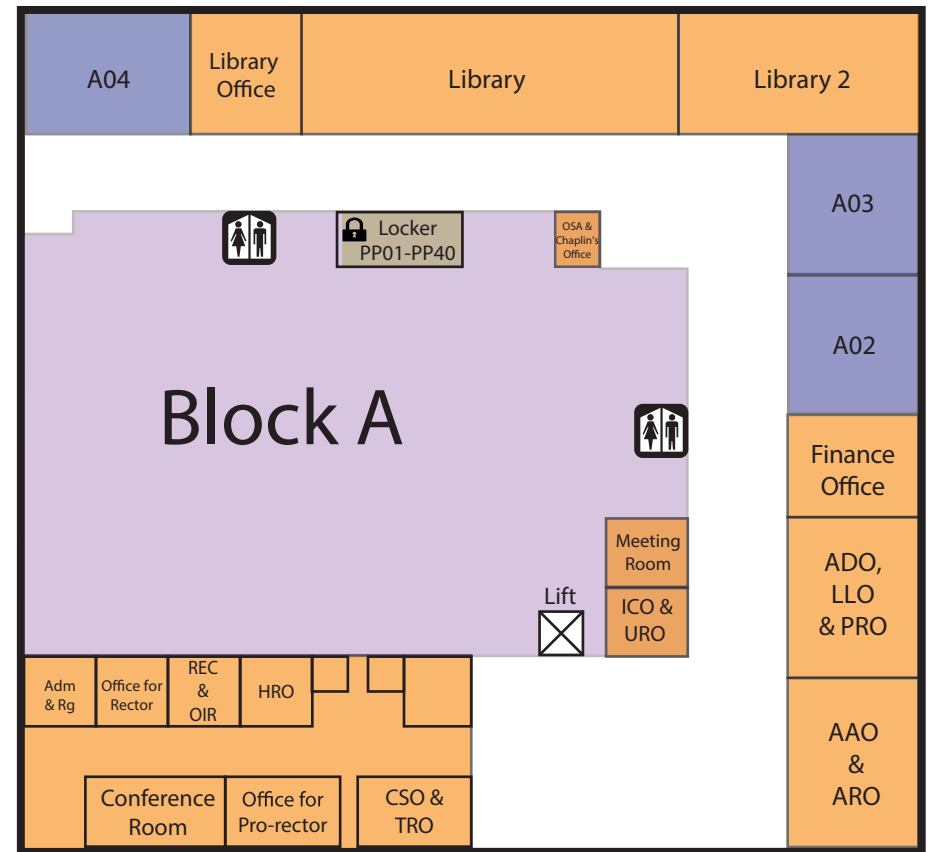 A04
Library
Office
Library
Library 2
A03
Locker
PP01-PP40
OSA &
Chaplin's
Office
A02
Block A
Finance
Office
Meeting
Room
ADO,
LLO
& PRO
Lift
ICO &
URO
Adm
& Rg
Office for
Rector
REC
&
OIR
HRO
AAO
&
ARO
Conference
Room
Office for
Pro-rector
CSO &
TRO